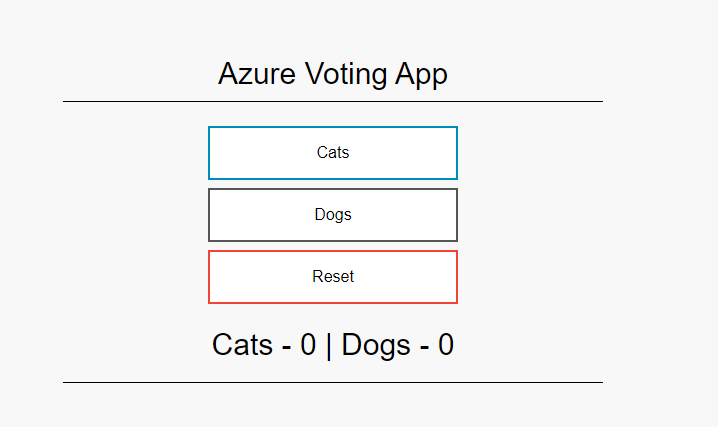 Azure Voting App
Cats
Dogs
Reset
Cats - 0 | Dogs - 0